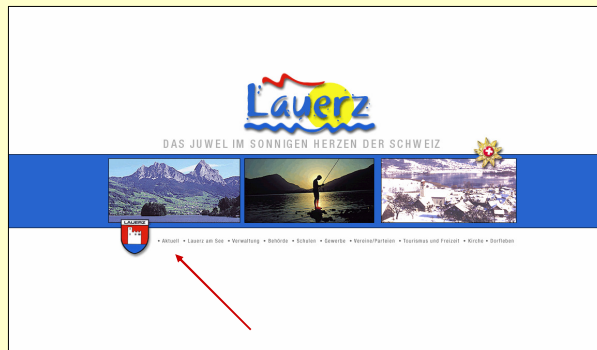 Lauerz
DAS JUWEL IM SONNIGEN HERZEN DER SCHWEIZ
LAUERZ
• Aktuell • Lauerz am See • Verwaltung • Behörde • Schulen • Gewerbe • Vereine/Parteien • Tourismus und Freizeit • Kirche • Dorfleben